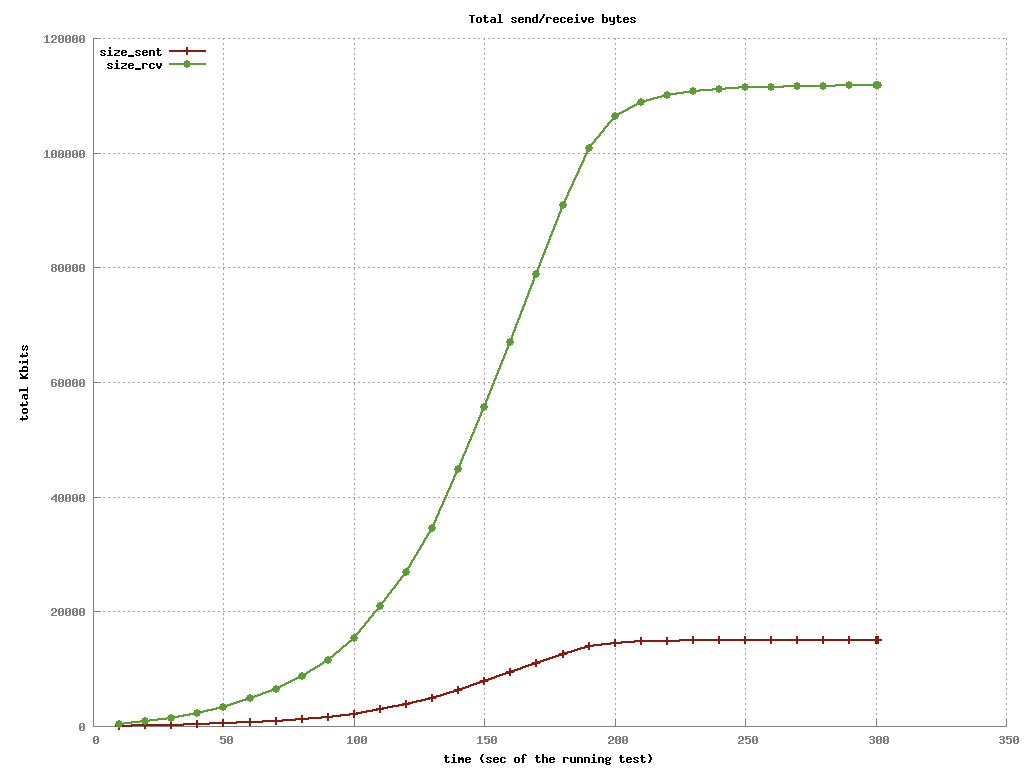 Total send/receive bytes
120000
size_sent
size_rcv
100000
80000
total Kbits
60000
40000
20000
0
0 50 100 150 200 250 300 350
time (sec of the running test)